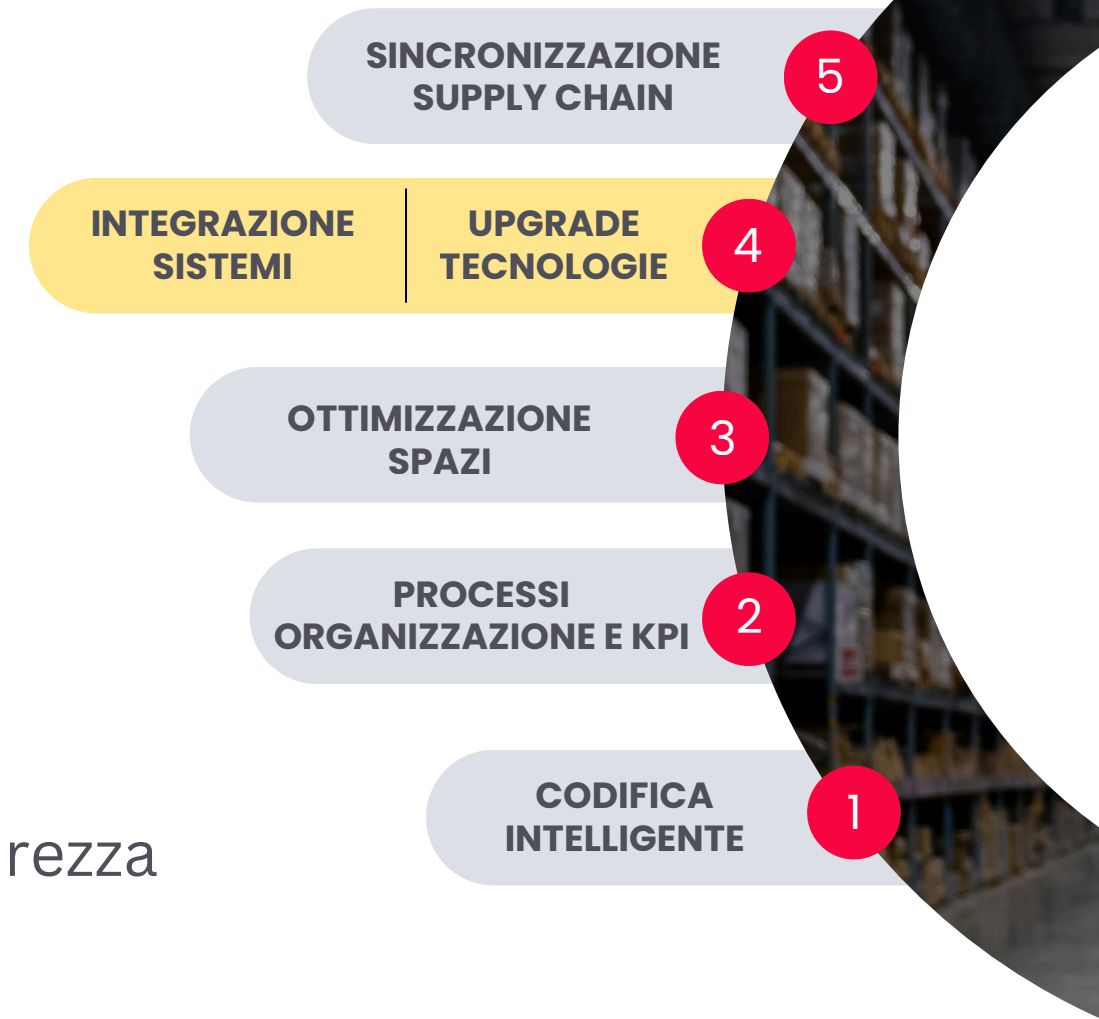 SINCRONIZZAZIONE
SUPPLY CHAIN
5
INTEGRAZIONE
SISTEMI
UPGRADE
TECNOLOGIE
4
OTTIMIZZAZIONE
SPAZI
3
PROCESSI
ORGANIZZAZIONE E KPI
2
CODIFICA
INTELLIGENTE
1
rezza